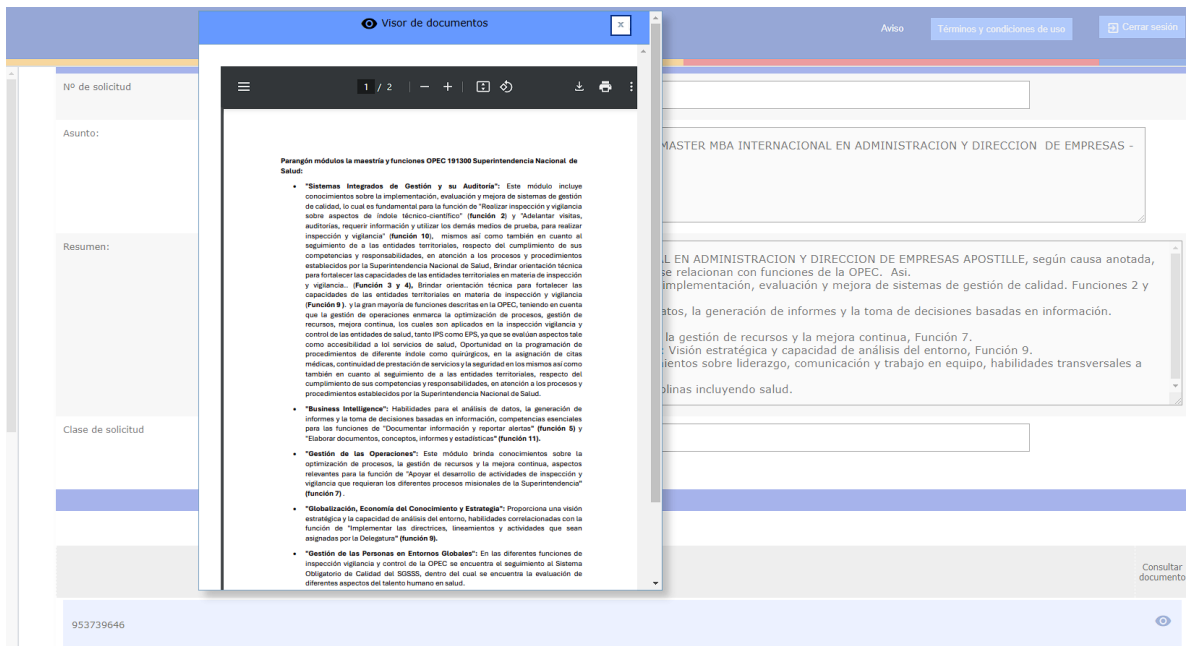 Visor de documentos
x
Aviso
Términos y condiciones de uso
Cerrar sesión
1 / 2
Nº de solicitud
Asunto:
MASTER MBA INTERNACIONAL EN ADMINISTRACION Y DIRECCION DE EMPRESAS -
Resumen:
L EN ADMINISTRACION Y DIRECCION DE EMPRESAS APOSTILLE, según causa anotada,
se relacionan con funciones de la OPEC. Asi.
implementación, evaluación y mejora de sistemas de gestión de calidad. Funciones 2 y
atos, la generación de informes y la toma de decisiones basadas en información.
la gestión de recursos y la mejora continua, Función 7.
: Visión estratégica y capacidad de análisis del entorno, Función 9.
ientos sobre liderazgo, comunicación y trabajo en equipo, habilidades transversales a
olinas incluyendo salud.
Clase de solicitud
Parangón módulos la maestría y funciones OPEC 191300 Superintendencia Nacional de
Salud:
• "Sistemas Integrados de Gestión y su Auditoría": Este módulo incluye
conocimientos sobre la implementación, evaluación y mejora de sistemas de gestión
de calidad, lo cual es fundamental para la función de "Realizar inspección y vigilancia
sobre aspectos de índole técnico-científico" (función 2) y "Adelantar visitas,
auditorías, requerir información y utilizar los demás medios de prueba, para realizar
inspección y vigilancia" (función 10), mismos así como también en cuanto al
seguimiento de a las entidades territoriales, respecto del cumplimiento de sus
competencias y responsabilidades, en atención a los procesos y procedimientos
establecidos por la Superintendencia Nacional de Salud, Brindar orientación técnica
para fortalecer las capacidades de las entidades territoriales en materia de inspección
y vigilancia.. (Función 3 y 4), Brindar orientación técnica para fortalecer las
capacidades de las entidades territoriales en materia de inspección y vigilancia
(Función 9 ). y la gran mayoría de funciones descritas en la OPEC, teniendo en cuenta
que la gestión de operaciones enmarca la optimización de procesos, gestión de
recursos, mejora continua, los cuales son aplicados en la inspección vigilancia y
control de las entidades de salud, tanto IPS como EPS, ya que se evalúan aspectos tale
como accesibilidad a lol servicios de salud, Oportunidad en la programación de
procedimientos de diferente índole como quirúrgicos, en la asignación de citas
médicas, continuidad de prestación de servicios y la seguridad en los mismos así como
también en cuanto al seguimiento de a las entidades territoriales, respecto del
cumplimiento de sus competencias y responsabilidades, en atención a los procesos y
procedimientos establecidos por la Superintendencia Nacional de Salud.
• "Business Intelligence": Habilidades para el análisis de datos, la generación de
informes y la toma de decisiones basadas en información, competencias esenciales
para las funciones de "Documentar información y reportar alertas" (función 5) y
"Elaborar documentos, conceptos, informes y estadísticas" (función 11).
• "Gestión de las Operaciones": Este módulo brinda conocimientos sobre la
optimización de procesos, la gestión de recursos y la mejora continua, aspectos
relevantes para la función de "Apoyar el desarrollo de actividades de inspección y
vigilancia que requieran los diferentes procesos misionales de la Superintendencia"
(función 7) .
• "Globalización, Economía del Conocimiento y Estrategia": Proporciona una visión
estratégica y la capacidad de análisis del entorno, habilidades correlacionadas con la
función de "Implementar las directrices, lineamientos y actividades que sean
asignadas por la Delegatura" (función 9).
• "Gestión de las Personas en Entornos Globales": En las diferentes funciones de
inspección vigilancia y control de la OPEC se encuentra el seguimiento al Sistema
Obligatorio de Calidad del SOGSSS, dentro del cual se encuentra la evaluación de
diferentes aspectos del talento humano en salud.
Consultar
documento
953739646